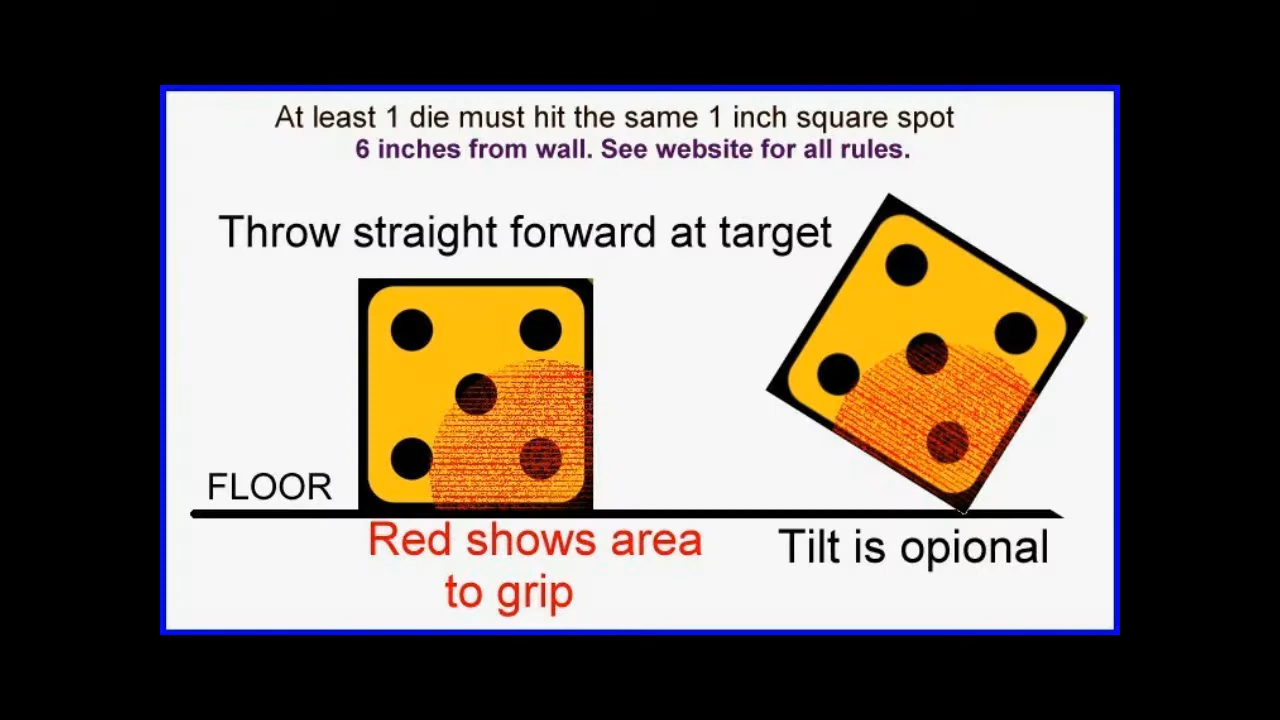 At least 1 die must hit the same 1 inch square spot
6 inches from wall. See website for all rules.
Throw straight forward at target
FLOOR
Red shows area
to grip
Tilt is opional